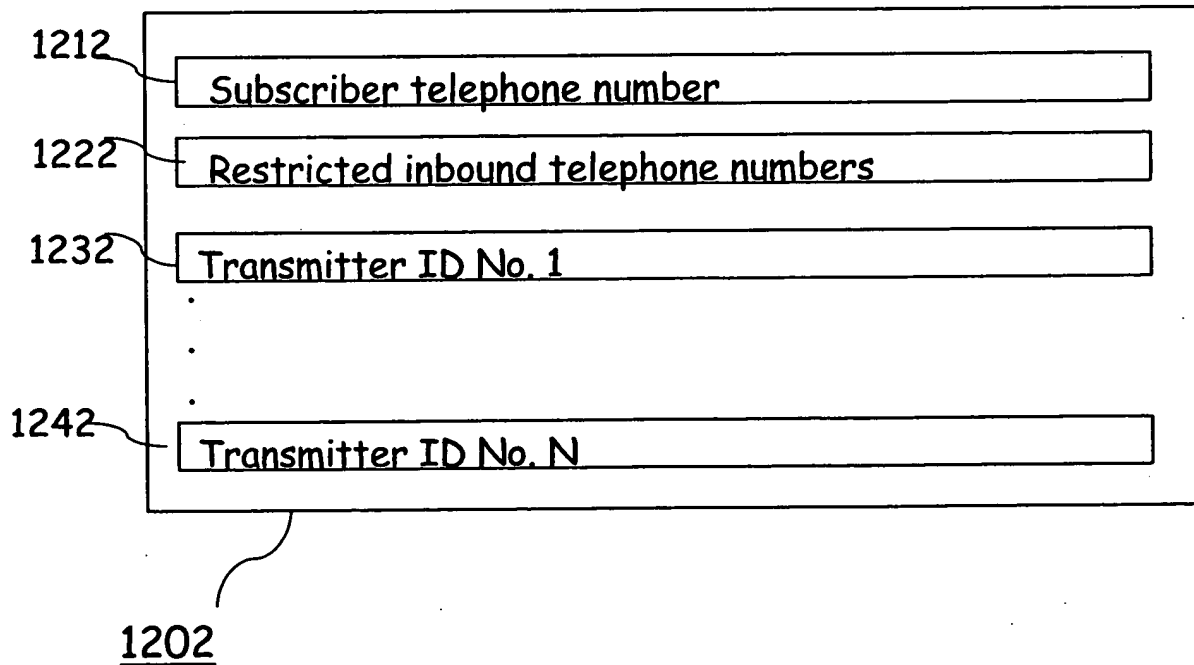 1212
Subscriber telephone number
1222
Restricted inbound telephone numbers
1232
Transmitter ID No. 1
1242
Transmitter ID No. N
1202